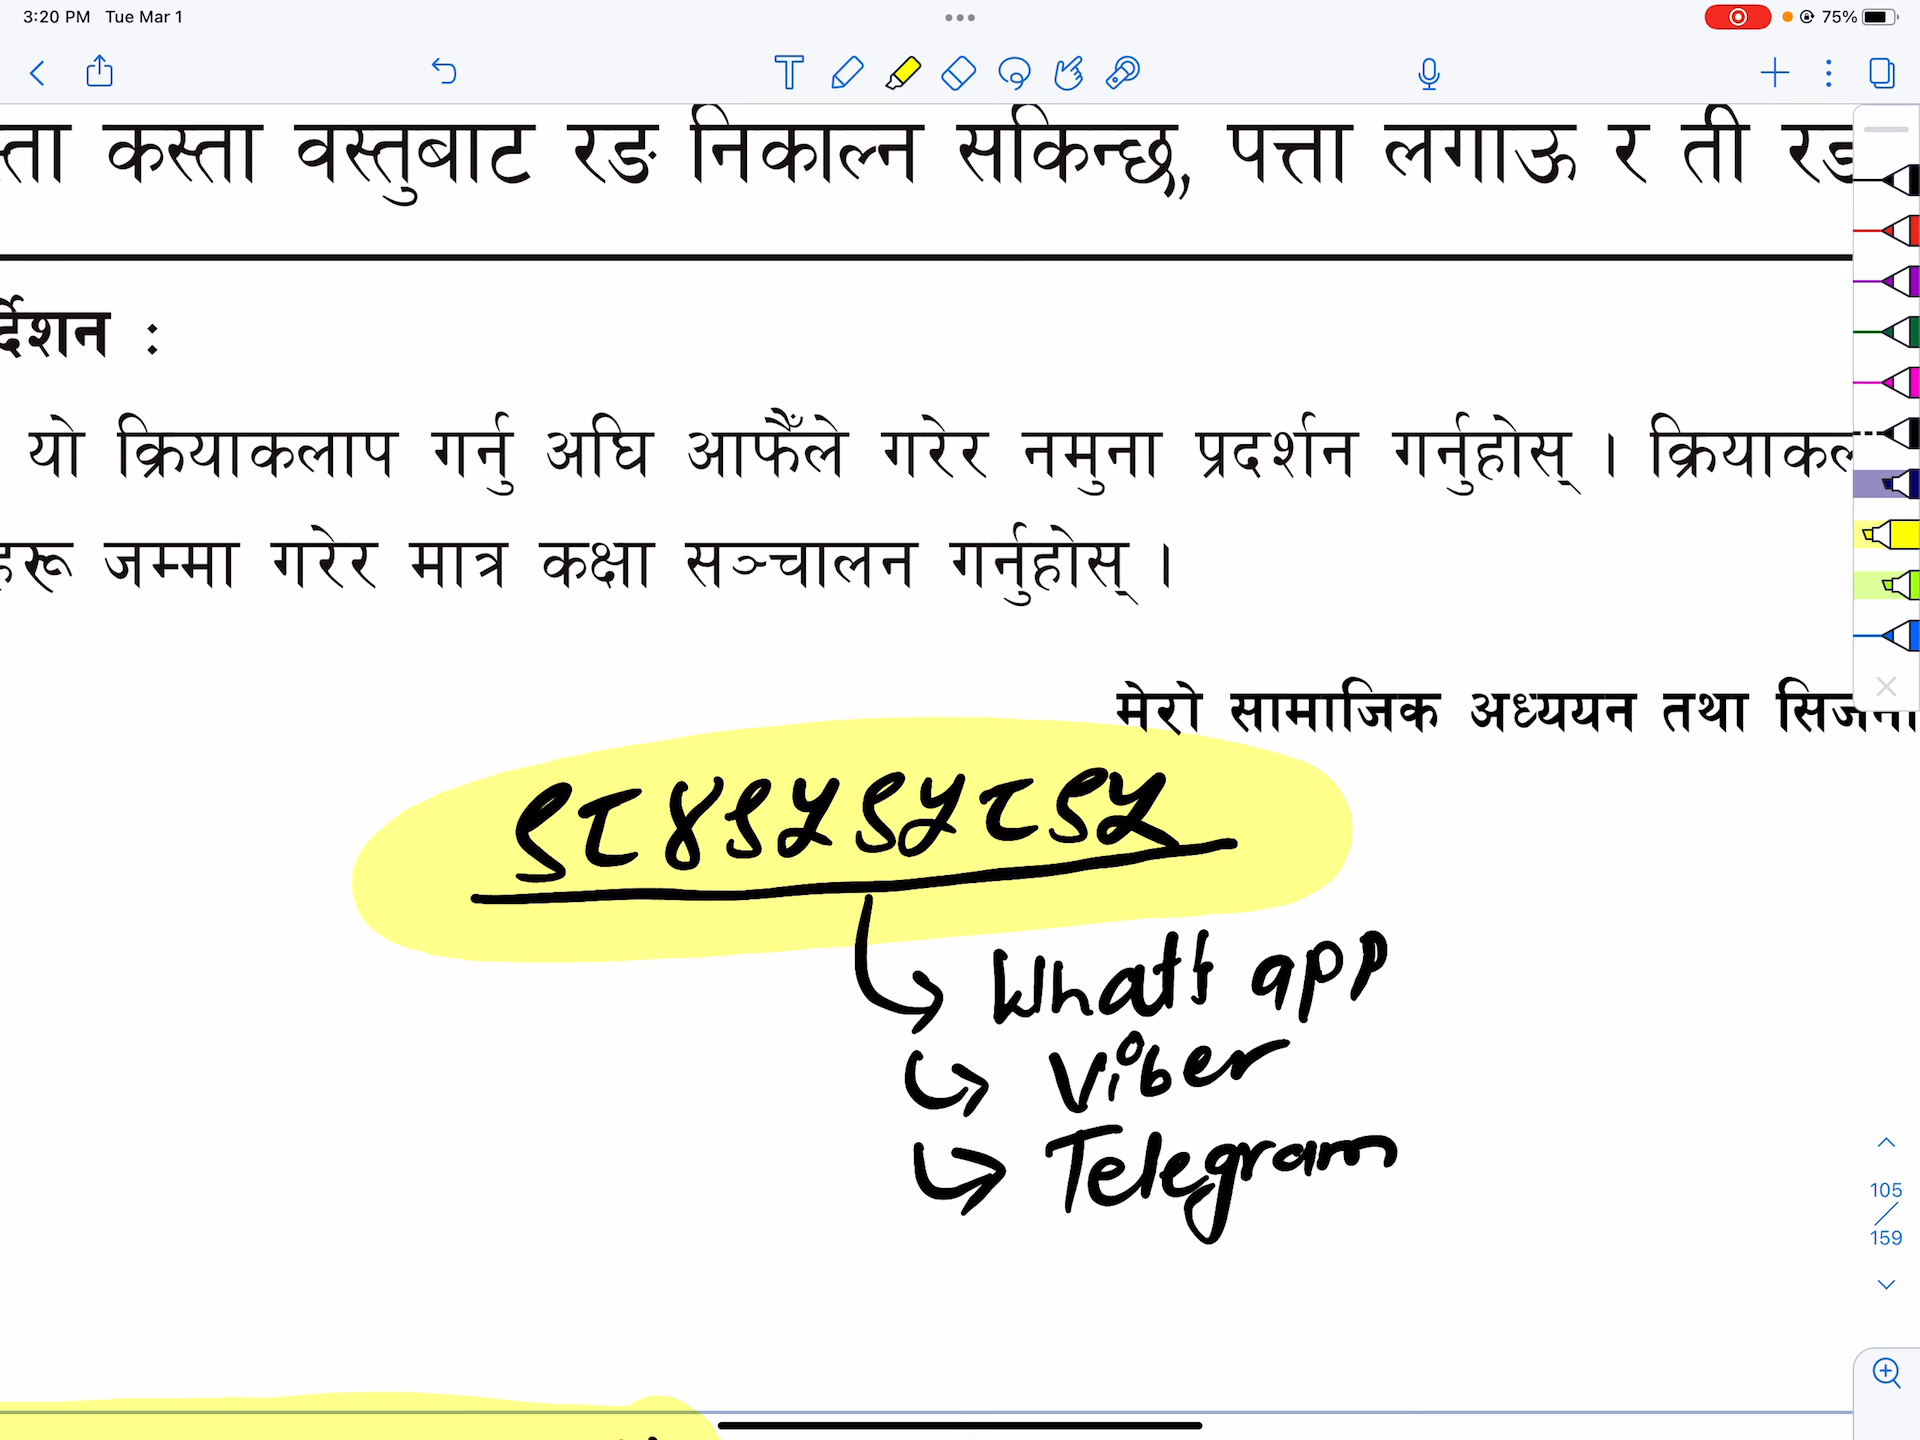 3:20 PM Tue Mar 1
75%
कस्ता वस्तुबाट रङ निकाल्न सकिन्छ, पत्ता लगाऊ र ती
र्देशन :
यो क्रियाकलाप गर्नु अघि आफैँले गरेर नमुना प्रदर्शन गर्नुहोस् । क्रियाकल
हरू जम्मा गरेर मात्र कक्षा सञ्चालन गर्नुहोस् ।
मेरो सामाजिक अध्ययन तथा सिजना
९८४९५९५८९५
Whats app
Viber
Telegram
105
/
159